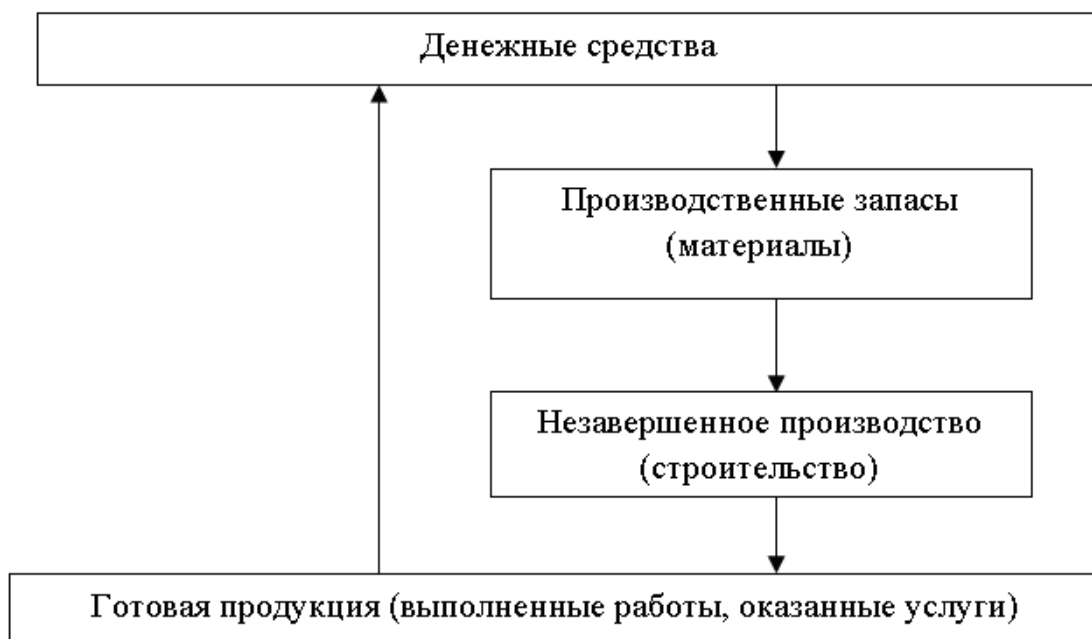 Денежные средства
Производственные запасы
(материалы)
Незавершенное производство
(строительство)
Готовая продукция (выполненные работы, оказанные услуги)